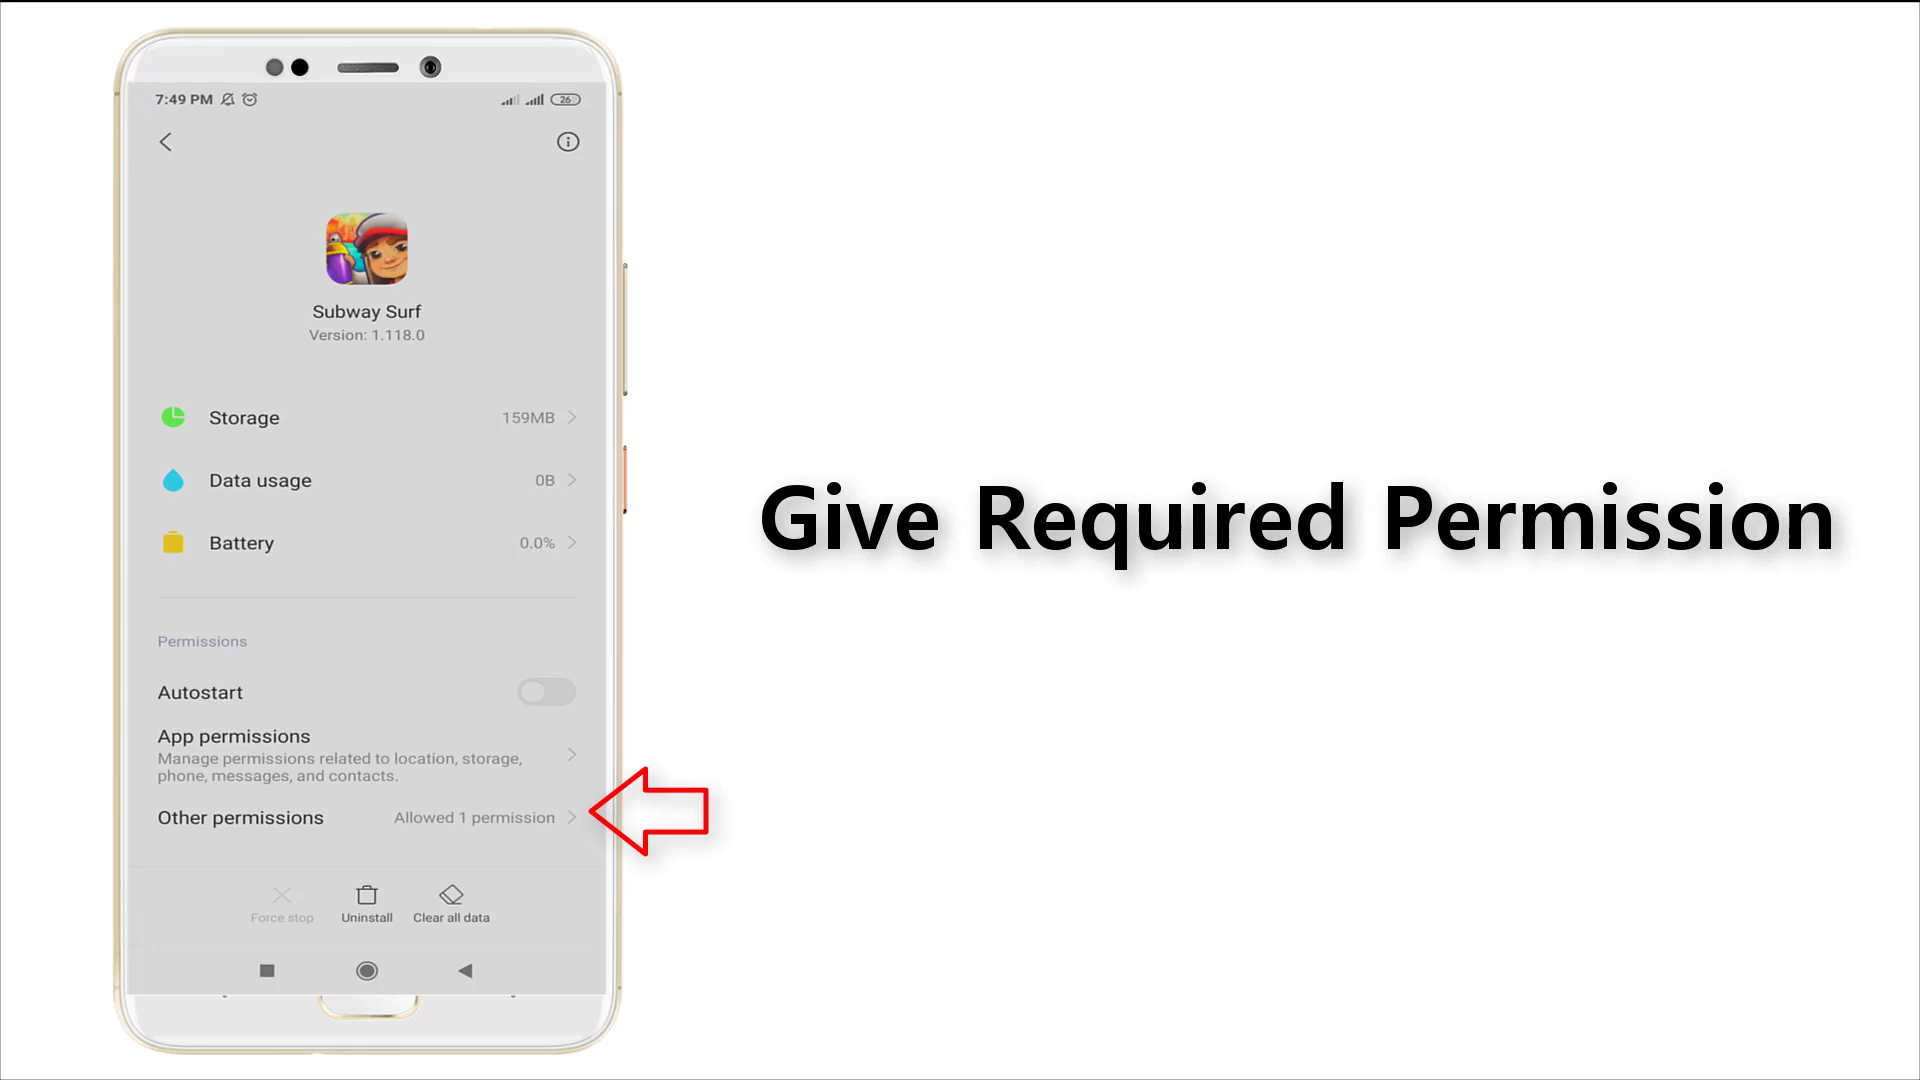 7:49 PM
26
Subway Surf
Version: 1.118.0
Storage 159MB
Data usage 0B
Battery 0.0%
Permissions
Autostart
App permissions
Manage permissions related to location, storage,
phone, messages, and contacts.
Other permissions Allowed 1 permission
Force stop Uninstall Clear all data
Give Required Permission